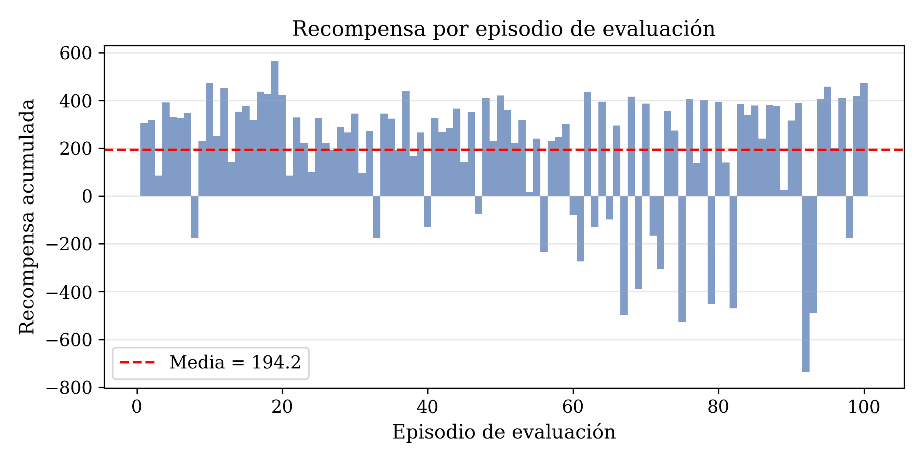 Recompensa por episodio de evaluación
Recompensa acumulada
600
400
200
0
−200
−400
−600
−800
Media = 194.2
0 20 40 60 80 100
Episodio de evaluación